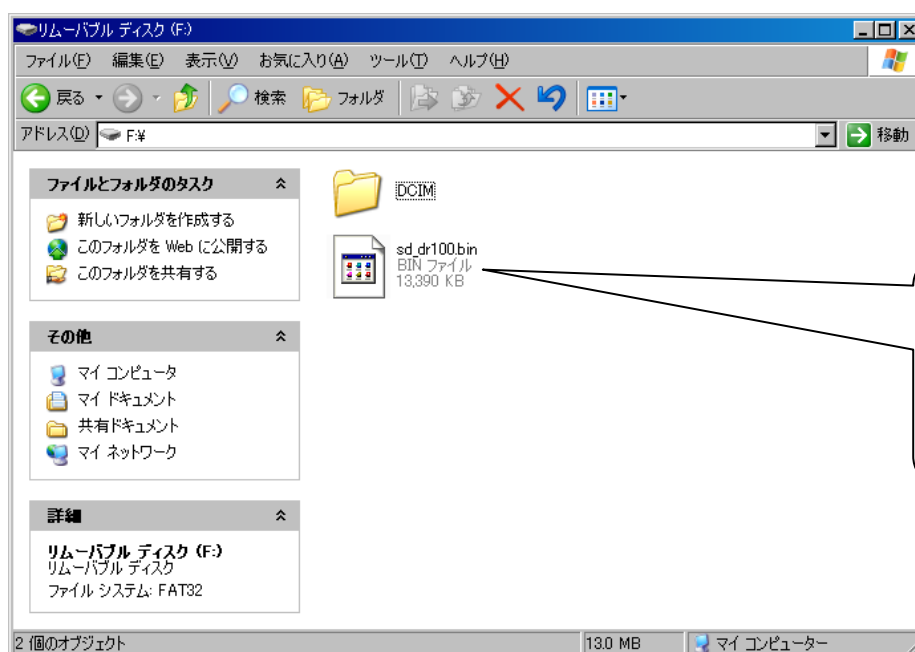 リムーバブル ディスク (F:)
ファイル(F) 編集(E) 表示(V) お気に入り(A) ツール(T) ヘルプ(H)
戻る 検索 フォルダ
アドレス(D) F:¥ 移動
ファイルとフォルダのタスク
新しいフォルダを作成する
このフォルダを Web に公開する
このフォルダを共有する
その他
マイ コンピュータ
マイ ドキュメント
共有ドキュメント
マイ ネットワーク
詳細
リムーバブル ディスク (F:)
リムーバブル ディスク
ファイル システム: FAT32
DCIM
sd_dr100.bin
BIN ファイル
13,390 KB
2 個のオブジェクト 13.0 MB マイ コンピューター